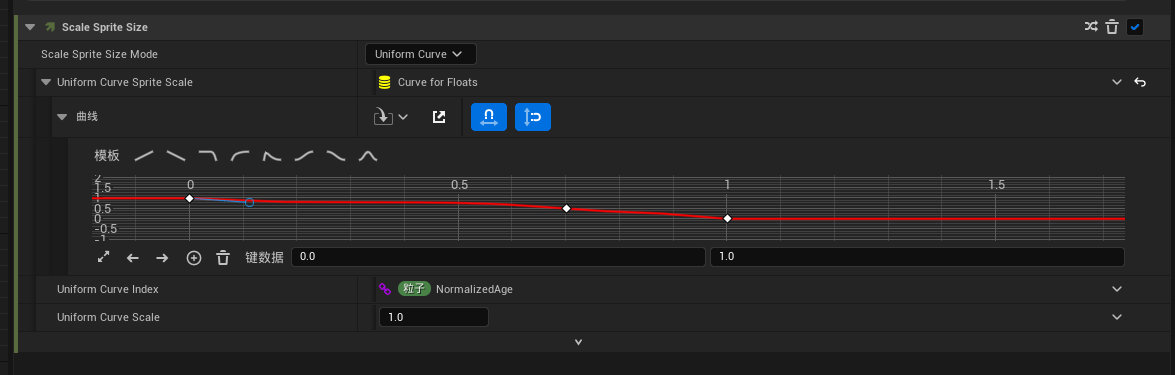 Scale Sprite Size
Scale Sprite Size Mode Uniform Curve
Uniform Curve Sprite Scale Curve for Floats
曲线
模板
0 0.5 1 1.5
2
1.5
1
0.5
0
-0.5
-1
键数据 0.0 1.0
Uniform Curve Index 粒子 NormalizedAge
Uniform Curve Scale 1.0